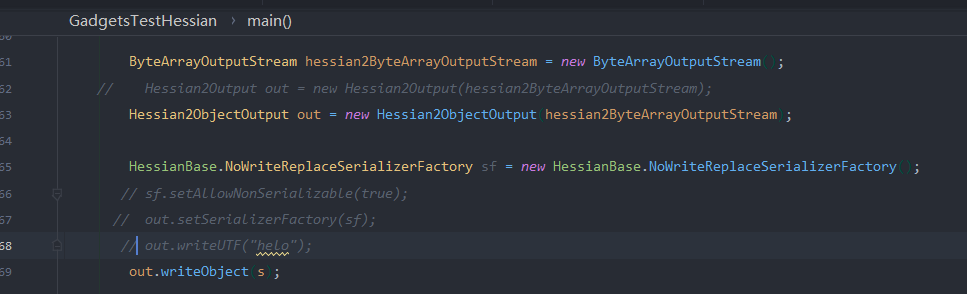 GadgetsTestHessian › main()
61 ByteArrayOutputStream hessian2ByteArrayOutputStream = new ByteArrayOutputStream();
62 // Hessian2Output out = new Hessian2Output(hessian2ByteArrayOutputStream);
63 Hessian2ObjectOutput out = new Hessian2ObjectOutput(hessian2ByteArrayOutputStream);
64
65 HessianBase.NoWriteReplaceSerializerFactory sf = new HessianBase.NoWriteReplaceSerializerFactory();
66 // sf.setAllowNonSerializable(true);
67 // out.setSerializerFactory(sf);
68 // out.writeUTF("helo");
69 out.writeObject(s);